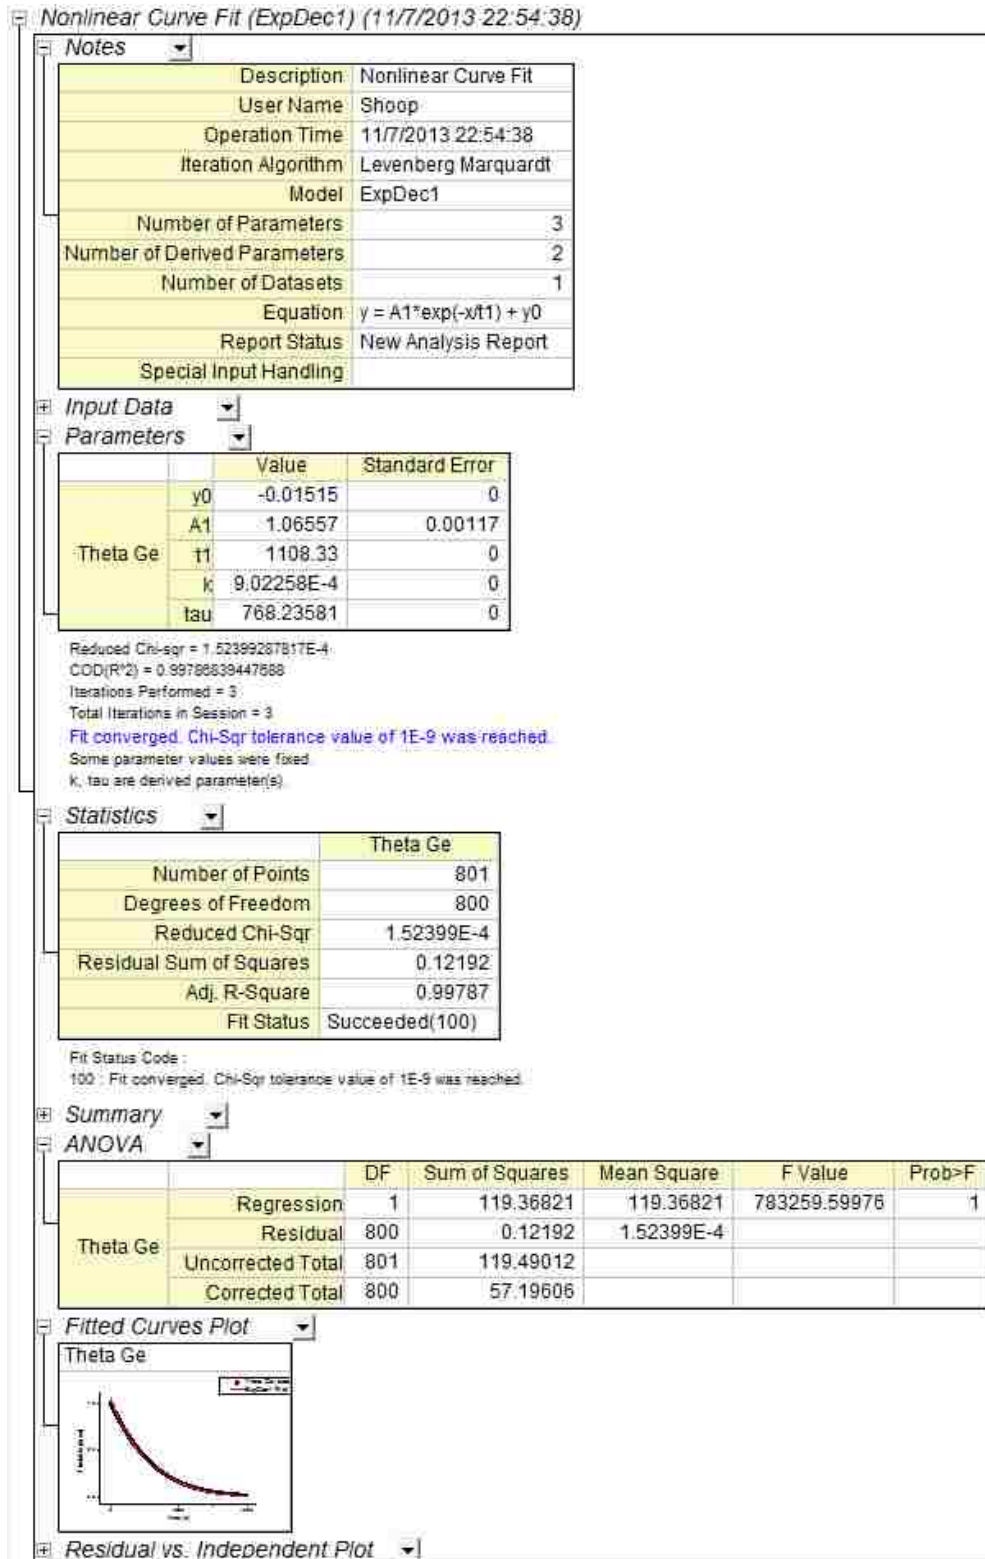 Nonlinear Curve Fit (ExpDec1) (11/7/2013 22:54:38)
Notes
Description Nonlinear Curve Fit
User Name Shoop
Operation Time 11/7/2013 22:54:38
Iteration Algorithm Levenberg Marquardt
Model ExpDec1
Number of Parameters 3
Number of Derived Parameters 2
Number of Datasets 1
Equation y = A1*exp(-x/t1) + y0
Report Status New Analysis Report
Special Input Handling
Input Data
Parameters
Value Standard Error
Theta Ge
y0 -0.01515 0
A1 1.06557 0.00117
t1 1108.33 0
k 9.02258E-4 0
tau 768.23581 0
Reduced Chi-sqr = 1.52399287817E-4
COD(R^2) = 0.99786839447688
Iterations Performed = 3
Total Iterations in Session = 3
Fit converged. Chi-Sqr tolerance value of 1E-9 was reached.
Some parameter values were fixed.
k, tau are derived parameter(s).
Statistics
Theta Ge
Number of Points 801
Degrees of Freedom 800
Reduced Chi-Sqr 1.52399E-4
Residual Sum of Squares 0.12192
Adj. R-Square 0.99787
Fit Status Succeeded(100)
Fit Status Code :
100 : Fit converged. Chi-Sqr tolerance value of 1E-9 was reached.
Summary
ANOVA
DF Sum of Squares Mean Square F Value Prob>F
Theta Ge
Regression 1 119.36821 119.36821 783259.59976 1
Residual 800 0.12192 1.52399E-4
Uncorrected Total 801 119.49012
Corrected Total 800 57.19606
Fitted Curves Plot
Theta Ge
Residual vs. Independent Plot